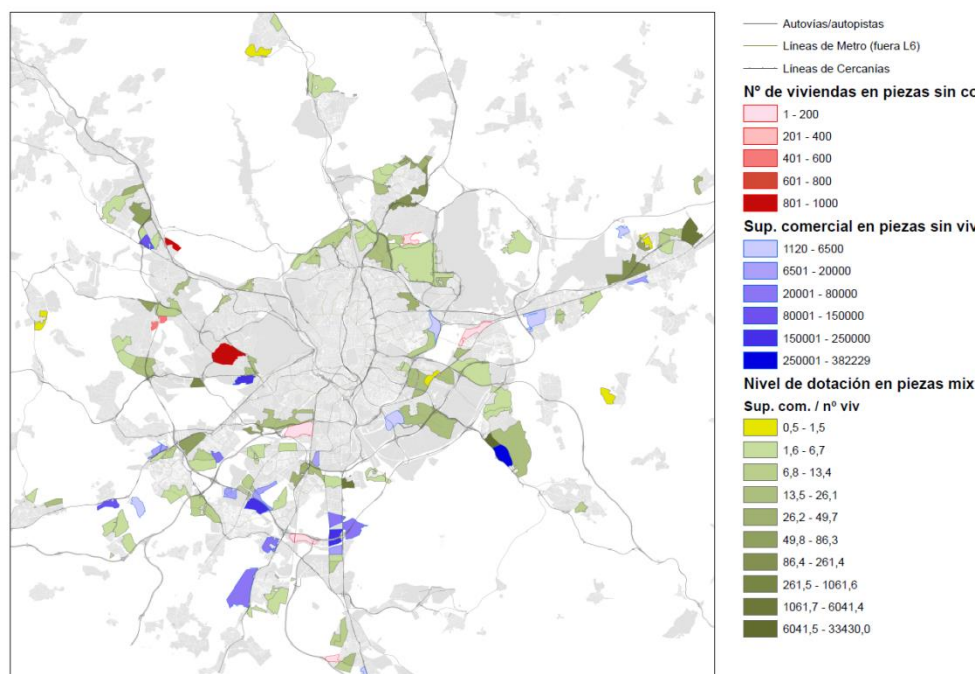 Autovías/autopistas
Líneas de Metro (fuera L6)
Líneas de Cercanías
Nº de viviendas en piezas sin co
1 - 200
201 - 400
401 - 600
601 - 800
801 - 1000
Sup. comercial en piezas sin viv
1120 - 6500
6501 - 20000
20001 - 80000
80001 - 150000
150001 - 250000
250001 - 382229
Nivel de dotación en piezas mix
Sup. com. / nº viv
0,5 - 1,5
1,6 - 6,7
6,8 - 13,4
13,5 - 26,1
26,2 - 49,7
49,8 - 86,3
86,4 - 261,4
261,5 - 1061,6
1061,7 - 6041,4
6041,5 - 33430,0